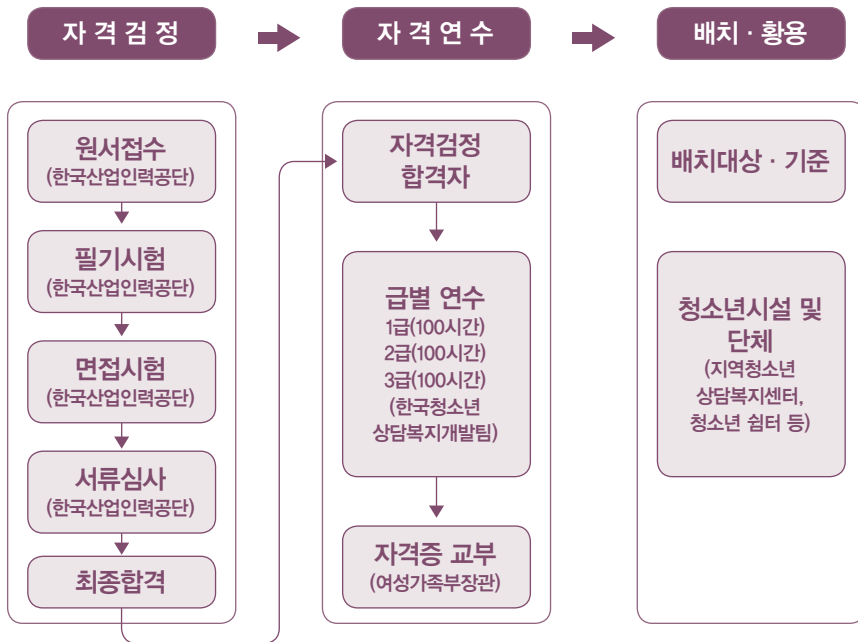 자격검정
자격연수
배치 · 황용
원서접수
(한국산업인력공단)
필기시험
(한국산업인력공단)
면접시험
(한국산업인력공단)
서류심사
(한국산업인력공단)
최종합격
자격검정
합격자
급별 연수
1급(100시간)
2급(100시간)
3급(100시간)
(한국청소년
상담복지개발팀)
자격증 교부
(여성가족부장관)
배치대상 · 기준
청소년시설 및
단체
(지역청소년
상담복지센터,
청소년 쉼터 등)